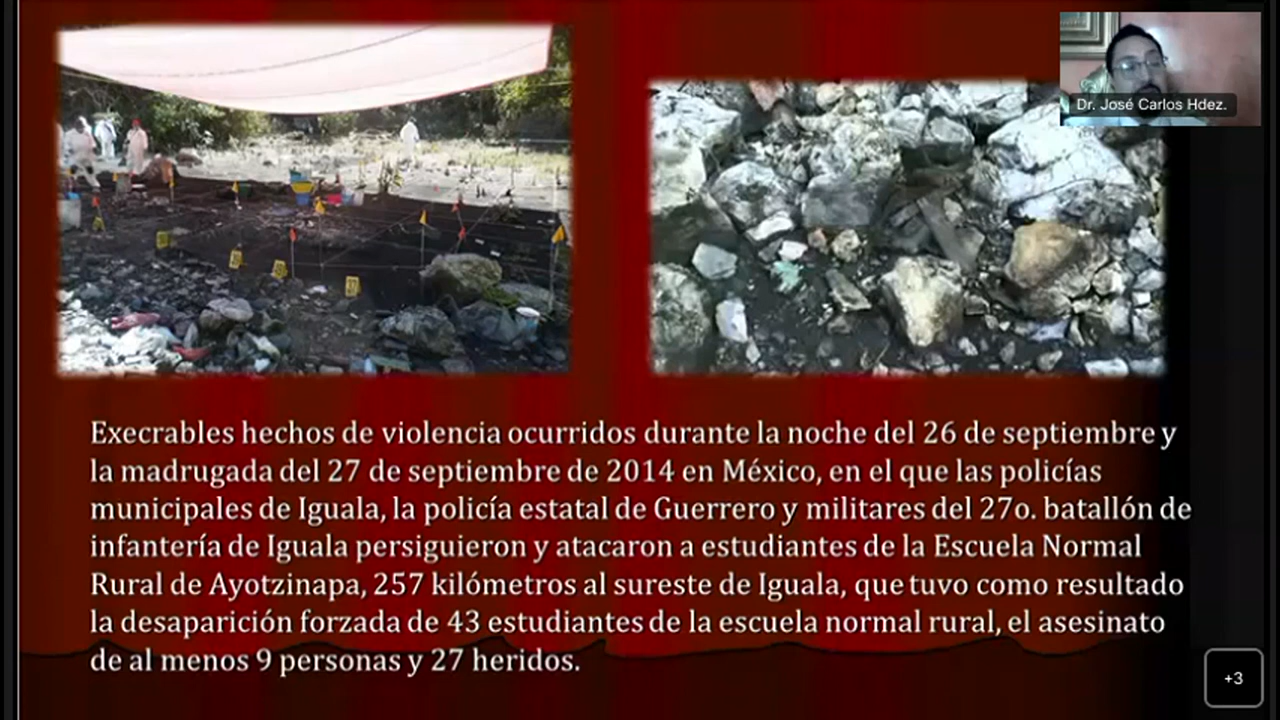 Dr. José Carlos Hdez.
Execrables hechos de violencia ocurridos durante la noche del 26 de septiembre y
la madrugada del 27 de septiembre de 2014 en México, en el que las policías
municipales de Iguala, la policía estatal de Guerrero y militares del 27o. batallón de
infantería de Iguala persiguieron y atacaron a estudiantes de la Escuela Normal
Rural de Ayotzinapa, 257 kilómetros al sureste de Iguala, que tuvo como resultado
la desaparición forzada de 43 estudiantes de la escuela normal rural, el asesinato
de al menos 9 personas y 27 heridos.
+3